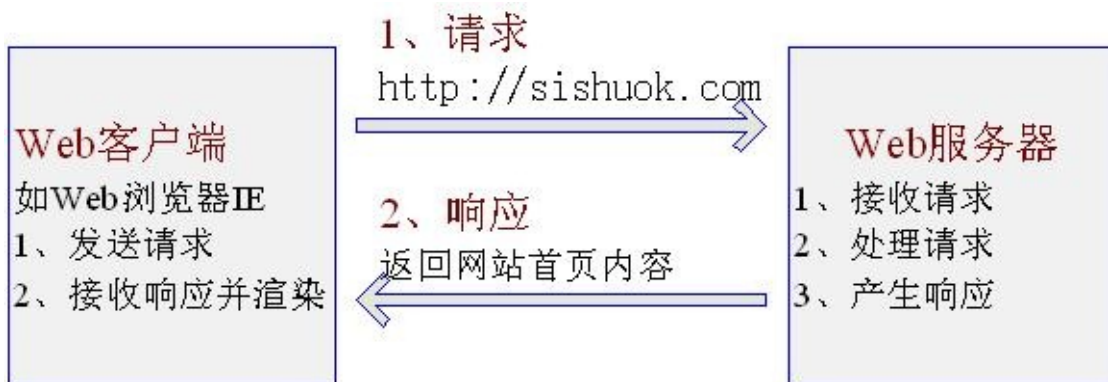 1、请求
http://sishuok.com
Web客户端
如Web浏览器IE
1、发送请求
2、接收响应并渲染
2、响应
返回网站首页内容
Web服务器
1、接收请求
2、处理请求
3、产生响应